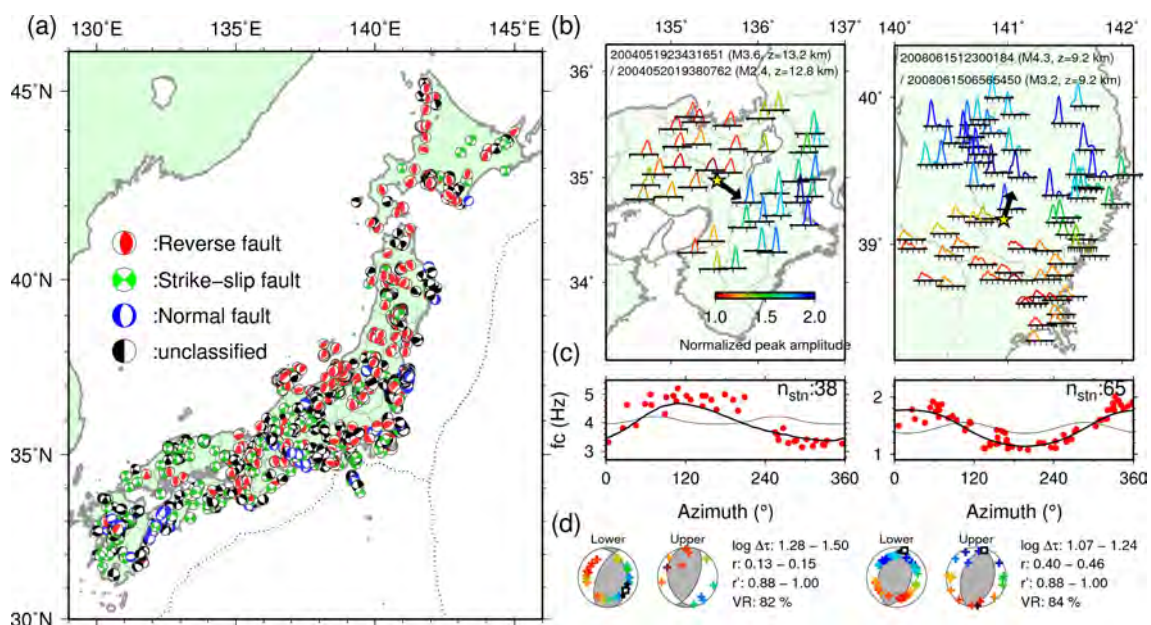 (a)
130°E
135°E
140°E
145°E
45°N
40°N
35°N
30°N
:Reverse fault
:Strike-slip fault
:Normal fault
:unclassified
(b)
135°
136°
137°
36°
35°
34°
20040519231651 (M3.6, z=13.2 km)
/ 2004052019380762 (M2.4, z=12.8 km)
1.0
1.5
2.0
Normalized peak amplitude
140°
141°
142°
40°
39°
2008061512300184 (M4.3, z=9.2 km)
/ 2008061506565450 (M3.2, z=9.2 km)
(c)
fc (Hz)
5
4
3
nstn:38
0
120
240
360
Azimuth (°)
2
1
nstn:65
0
120
240
360
Azimuth (°)
(d)
Lower
Upper
log Δτ: 1.28 − 1.50
r: 0.13 − 0.15
r': 0.88 − 1.00
VR: 82 %
Lower
Upper
log Δτ: 1.07 − 1.24
r: 0.40 − 0.46
r': 0.88 − 1.00
VR: 84 %